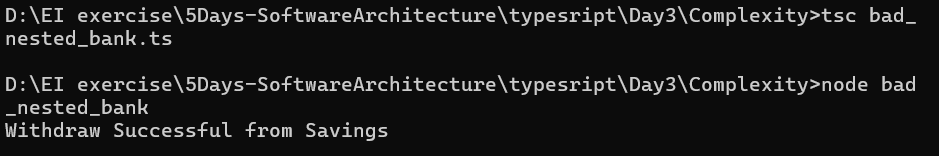 D:\EI exercise\5Days-SoftwareArchitecture\typesript\Day3\Complexity>tsc bad_
nested_bank.ts
D:\EI exercise\5Days-SoftwareArchitecture\typesript\Day3\Complexity>node bad
_nested_bank
Withdraw Successful from Savings